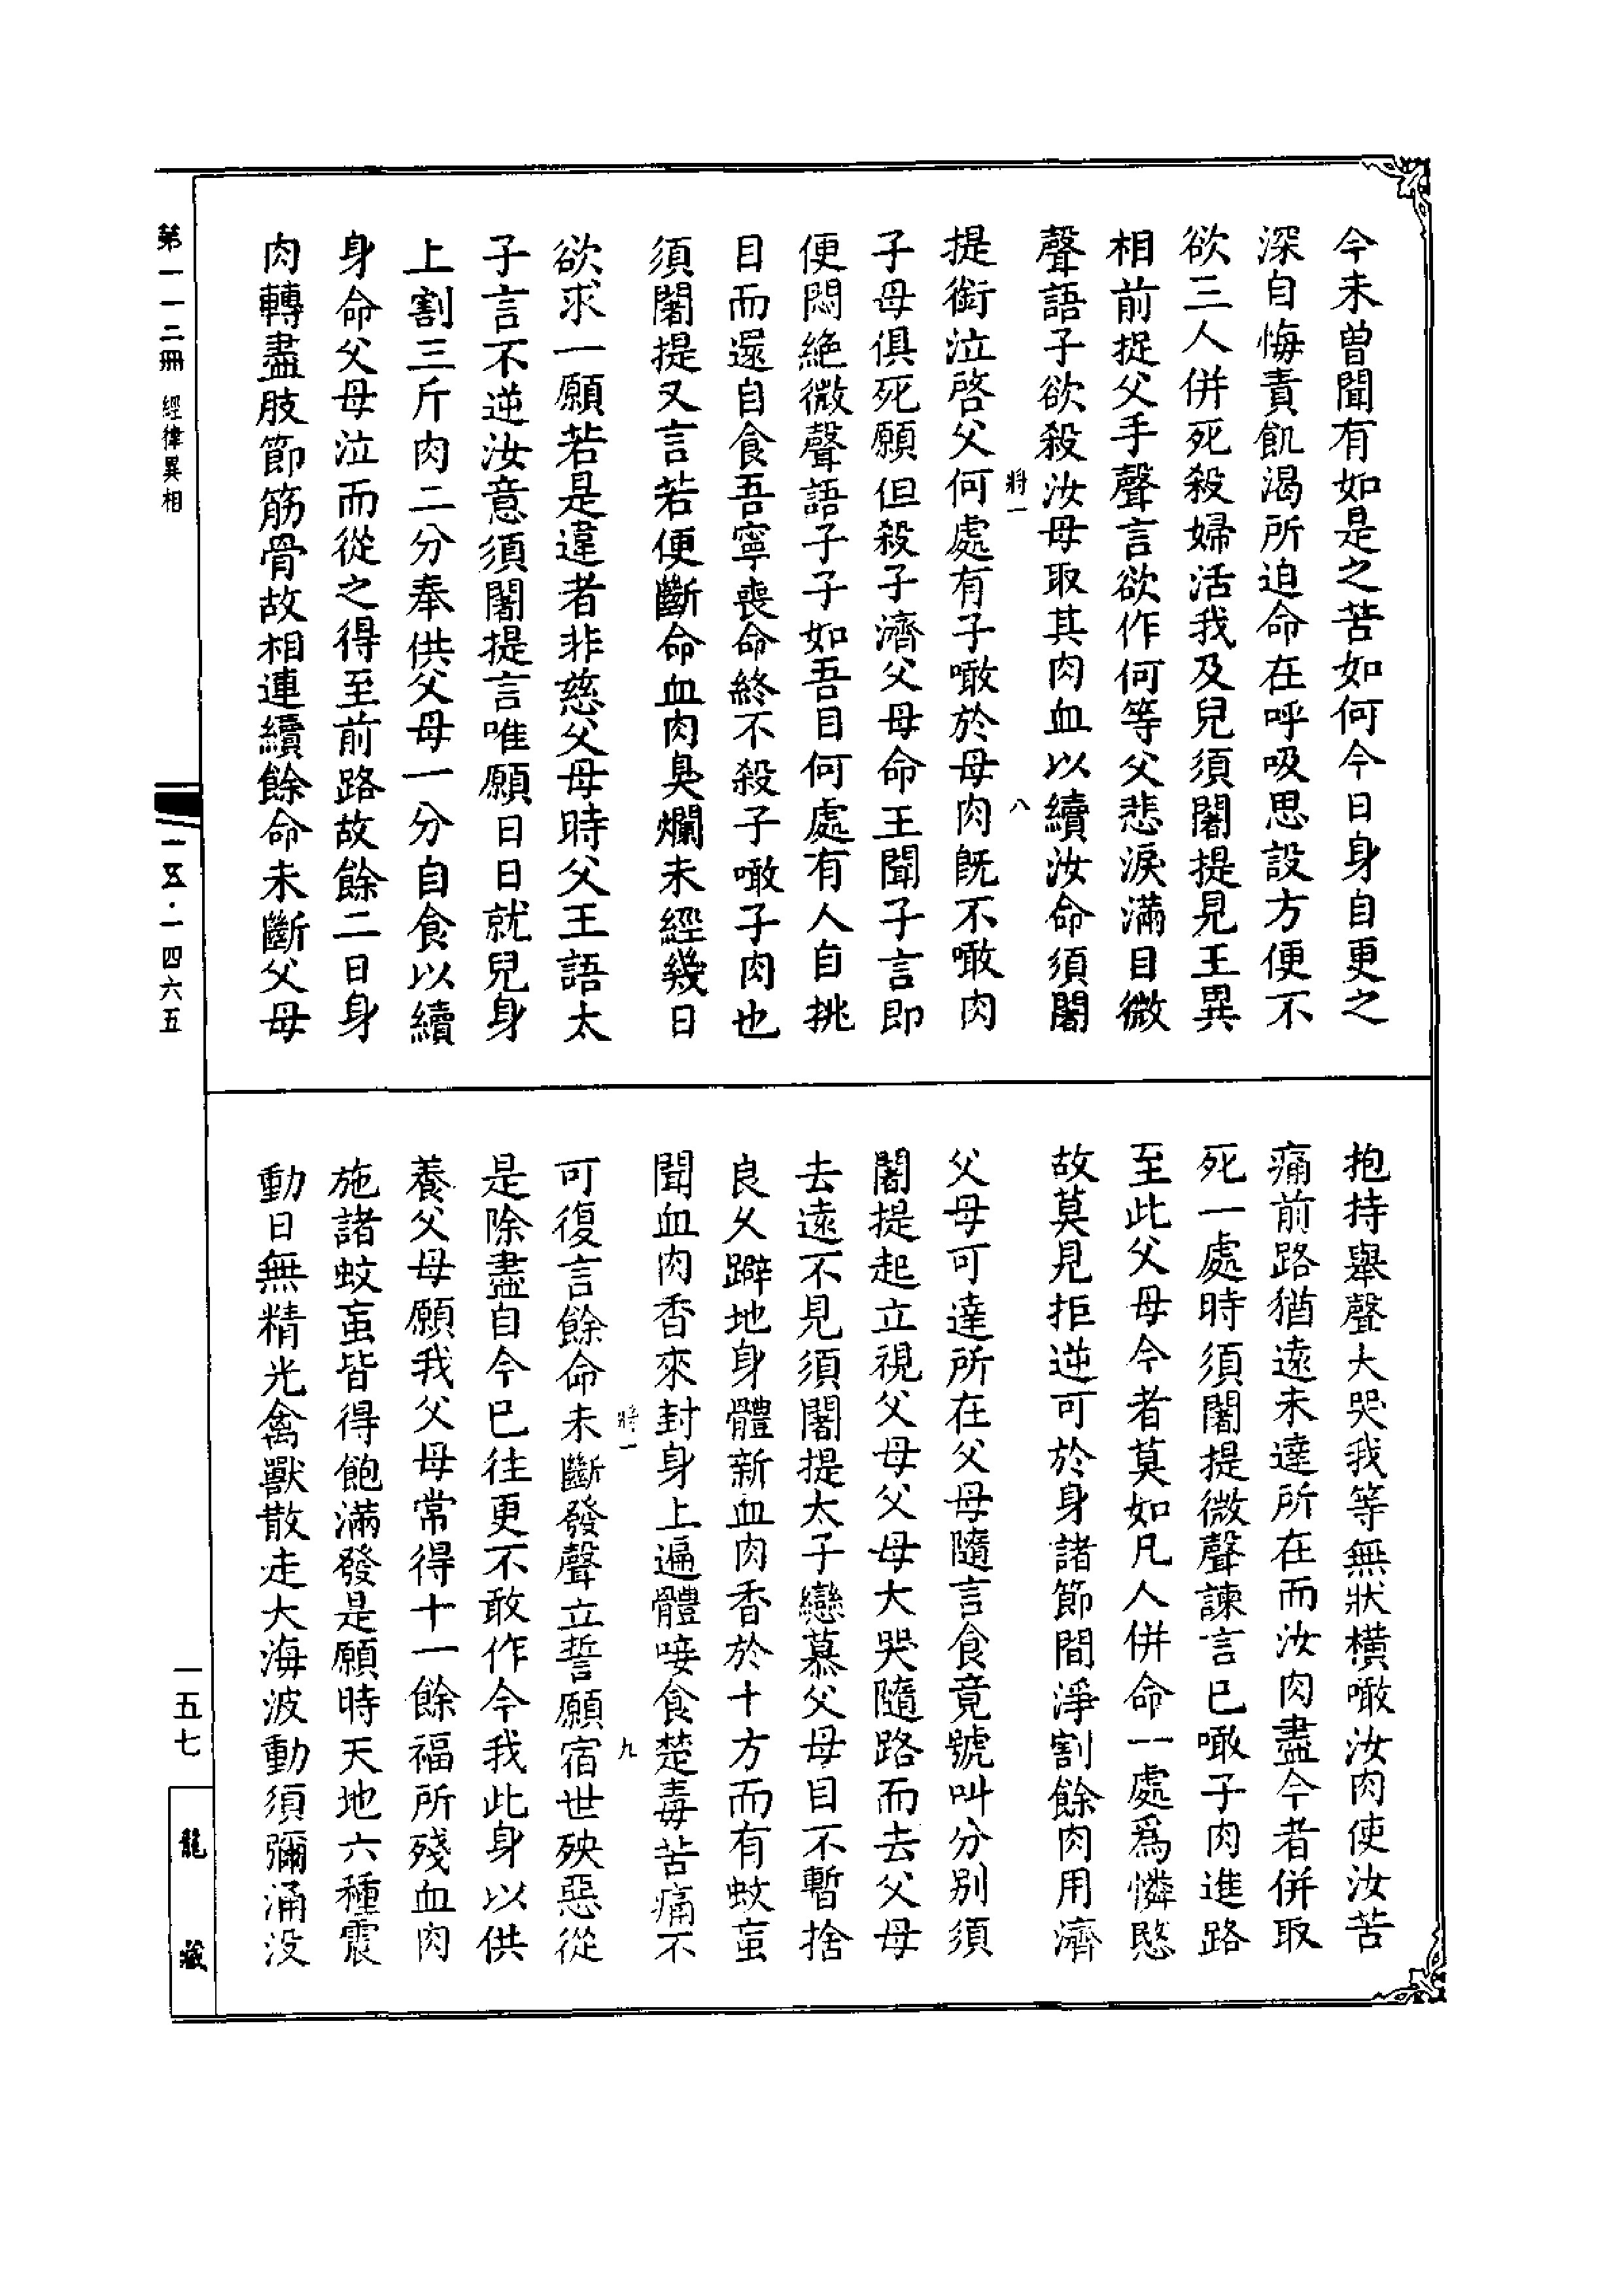 今未曾聞有如是之苦如何今日身自更之
深自悔責飢渴所迫命在呼吸思設方便不
欲三人併死殺婦活我及兒須闍提見王異
相前捉父手聲言欲作何等父悲淚滿目微
聲語子欲殺汝母取其肉血以續汝命須闍
將一
八
提銜泣啓父何處有子噉於母肉旣不噉肉
子母俱死願但殺子濟父母命王聞子言即
便悶絕微聲語子子如吾目何處有人自挑
目而還自食吾寧喪命終不殺子噉子肉也
須闍提又言若便斷命血肉臭爛未經幾日
欲求一願若是違者非慈父母時父王語太
子言不逆汝意須闍提言唯願日日就兒身
上割三斤肉二分奉供父母一分自食以續
身命父母泣而從之得至前路故餘二日身
肉轉盡肢節筋骨故相連續餘命未斷父母
抱持舉聲大哭我等無狀橫噉汝肉使汝苦
痛前路猶遠未達所在而汝肉盡今者併取
死一處時須闍提微聲諫言已噉子肉進路
至此父母今者莫如凡人併命一處爲憐愍
故莫見拒逆可於身諸節間淨割餘肉用濟
父母可達所在父母隨言食竟號叫分別須
闍提起立視父母父母大哭隨路而去父母
去遠不見須闍提太子戀慕父母目不暫捨
良久躃地身體新血肉香於十方而有蚊蝱
聞血肉香來封身上遍體唼食楚毒苦痛不
將一
九
可復言餘命未斷發聲立誓願宿世殃惡從
是除盡自今已往更不敢作今我此身以供
養父母願我父母常得十一餘福所殘血肉
施諸蚊蝱皆得飽滿發是願時天地六種震
動日無精光禽獸散走大海波動須彌涌沒
第一一二冊 經律異相
一五·一四六五
一五七
龍藏